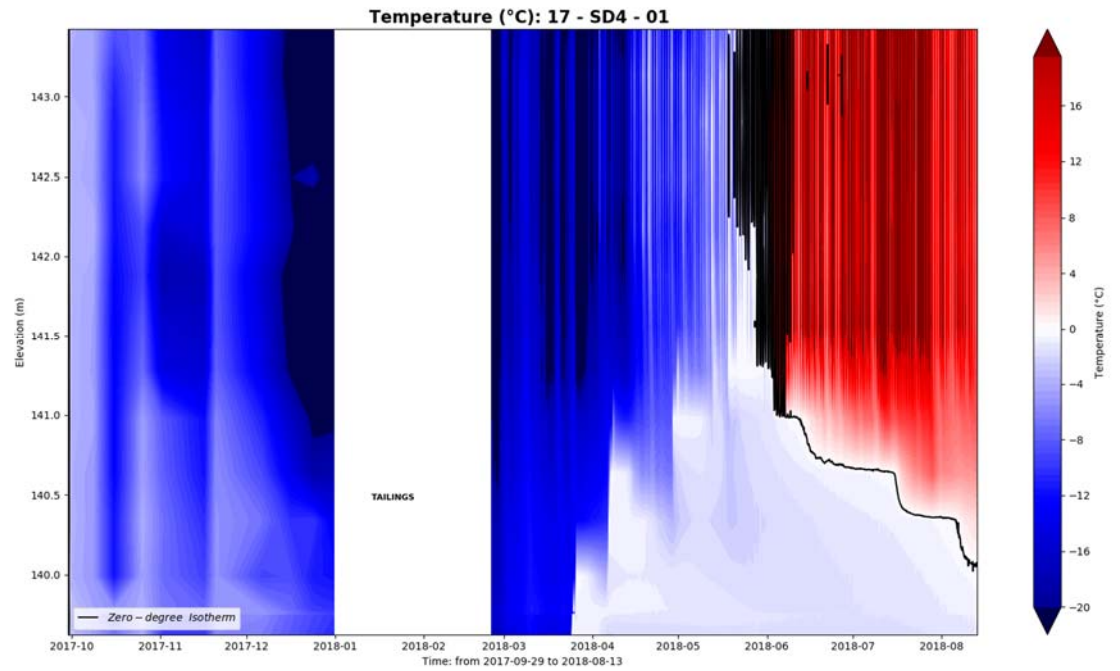 Temperature (°C): 17 - SD4 - 01
143.0
142.5
142.0
141.5
141.0
140.5
140.0
Elevation (m)
TAILINGS
Zero – degree Isotherm
2017-10 2017-11 2017-12 2018-01 2018-02 2018-03 2018-04 2018-05 2018-06 2018-07 2018-08
Time: from 2017-09-29 to 2018-08-13
16
12
8
4
0
−4
−8
−12
−16
−20
Temperature (°C)